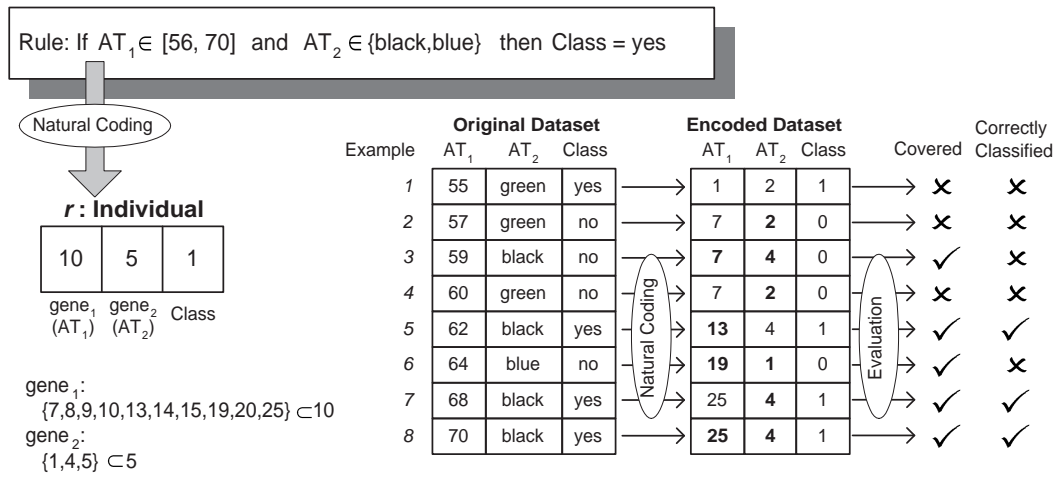 Rule: If AT1∈ [56, 70] and AT2∈{black,blue} then Class = yes
Natural Coding
r : Individual
10 5 1
gene1 gene2 Class
(AT1) (AT2)
gene1:
{7,8,9,10,13,14,15,19,20,25} ⊂10
gene2:
{1,4,5} ⊂5
Original Dataset Encoded Dataset Correctly
Example AT1 AT2 Class AT1 AT2 Class Covered Classified
1 55 green yes 1 2 1 ✗ ✗
2 57 green no 7 2 0 ✗ ✗
3 59 black no 7 4 0 ✓ ✗
4 60 green no 7 2 0 ✗ ✗
5 62 black yes 13 4 1 ✓ ✓
6 64 blue no 19 1 0 ✓ ✗
7 68 black yes 25 4 1 ✓ ✓
8 70 black yes 25 4 1 ✓ ✓
Natural Coding
Evaluation